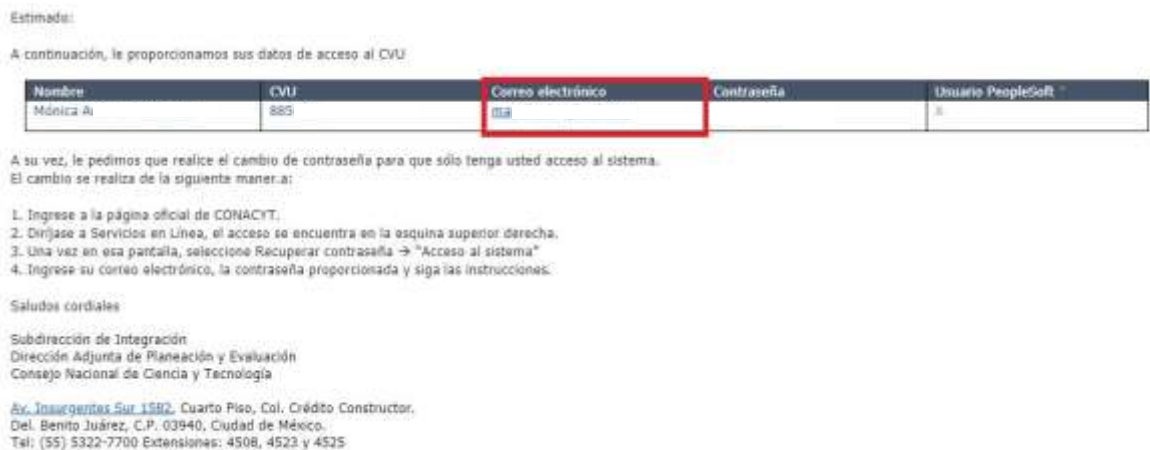 Estimado:
A continuación, le proporcionamos sus datos de acceso al CVU
Nombre CVU Correo electrónico Contraseña Usuario PeopleSoft
Mónica A 885 ma
A su vez, le pedimos que realice el cambio de contraseña para que sólo tenga usted acceso al sistema.
El cambio se realiza de la siguiente maner.a:
1. Ingrese a la página oficial de CONACYT.
2. Diríjase a Servicios en Línea, el acceso se encuentra en la esquina superior derecha.
3. Una vez en esa pantalla, seleccione Recuperar contraseña → "Acceso al sistema"
4. Ingrese su correo electrónico, la contraseña proporcionada y siga las instrucciones.
Saludos cordiales
Subdirección de Integración
Dirección Adjunta de Planeación y Evaluación
Consejo Nacional de Ciencia y Tecnología
Av. Insurgentes Sur 1582, Cuarto Piso, Col. Crédito Constructor.
Del. Benito Juárez, C.P. 03940, Ciudad de México.
Tel: (55) 5322-7700 Extensiones: 4508, 4523 y 4525